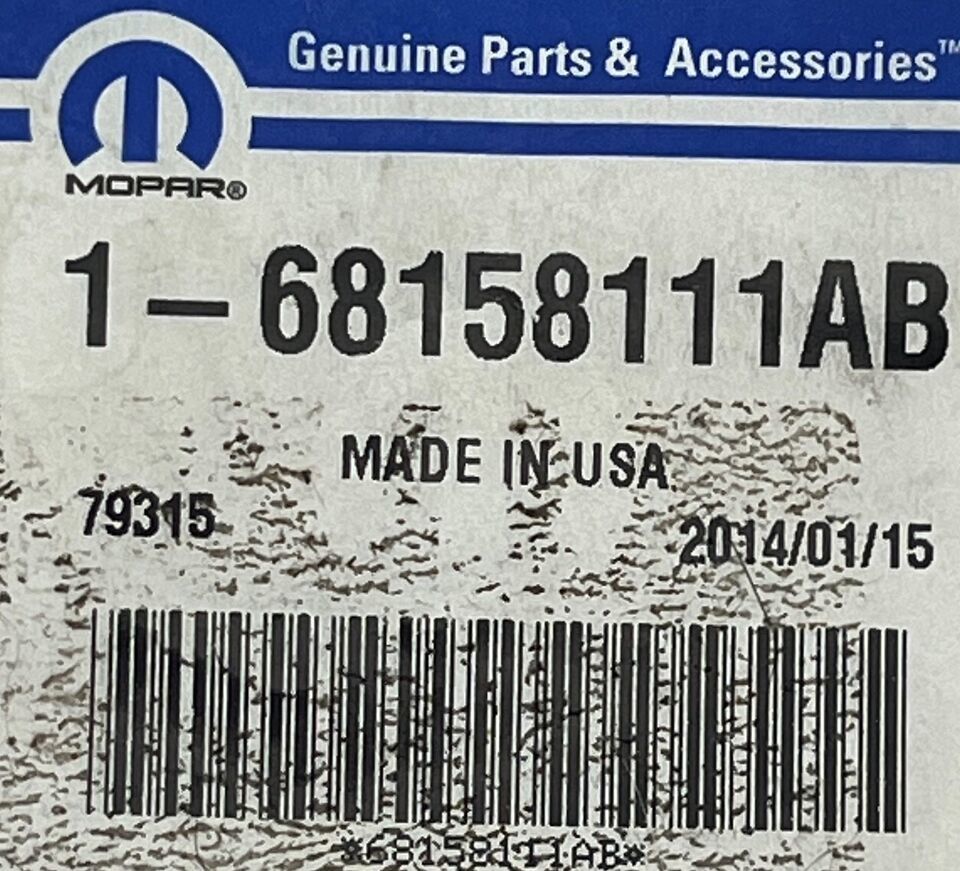 Genuine Parts & Accessories™
MOPAR®
1-68158111AB
MADE IN USA
79315
2014/01/15
*68158111AB*